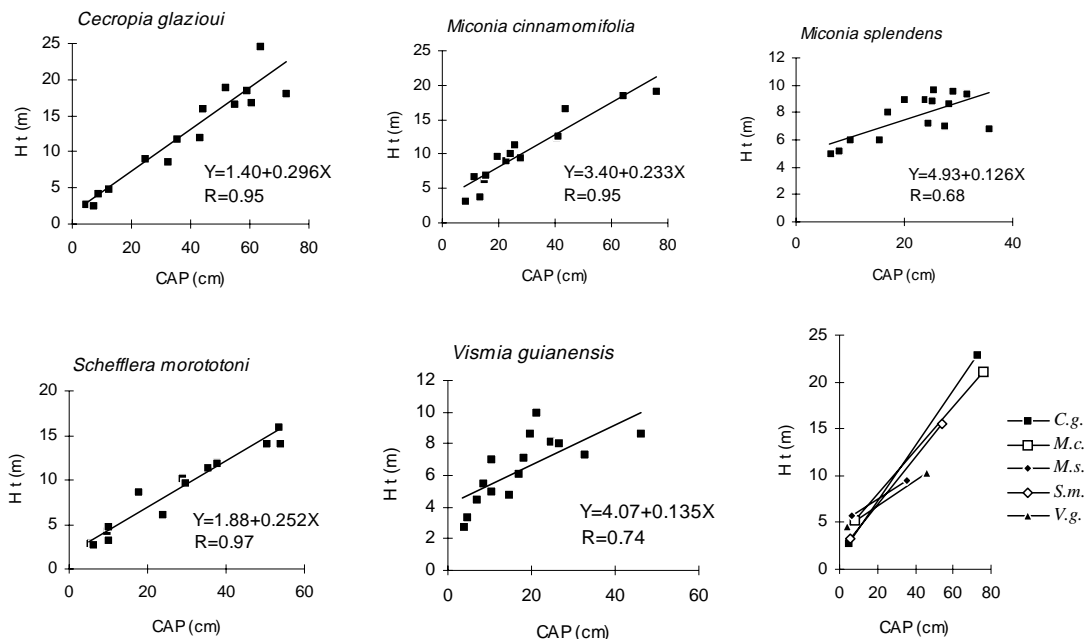 Cecropia glazioui
25
20
15
10
5
0
H t (m)
Y=1.40+0.296X
R=0.95
0 20 40 60 80
CAP (cm)
Miconia cinnamomifolia
25
20
15
10
5
0
H t (m)
Y=3.40+0.233X
R=0.95
0 20 40 60 80
CAP (cm)
Miconia splendens
12
10
8
6
4
2
0
H t (m)
Y=4.93+0.126X
R=0.68
0 20 40
CAP (cm)
Schefflera morototoni
20
15
10
5
0
H t (m)
Y=1.88+0.252X
R=0.97
0 20 40 60
CAP (cm)
Vismia guianensis
12
10
8
6
4
2
0
H t (m)
Y=4.07+0.135X
R=0.74
0 20 40 60
CAP (cm)
25
20
15
10
5
0
H t (m)
0 20 40 60 80
CAP (cm)
C.g.
M.c.
M.s.
S.m.
V.g.